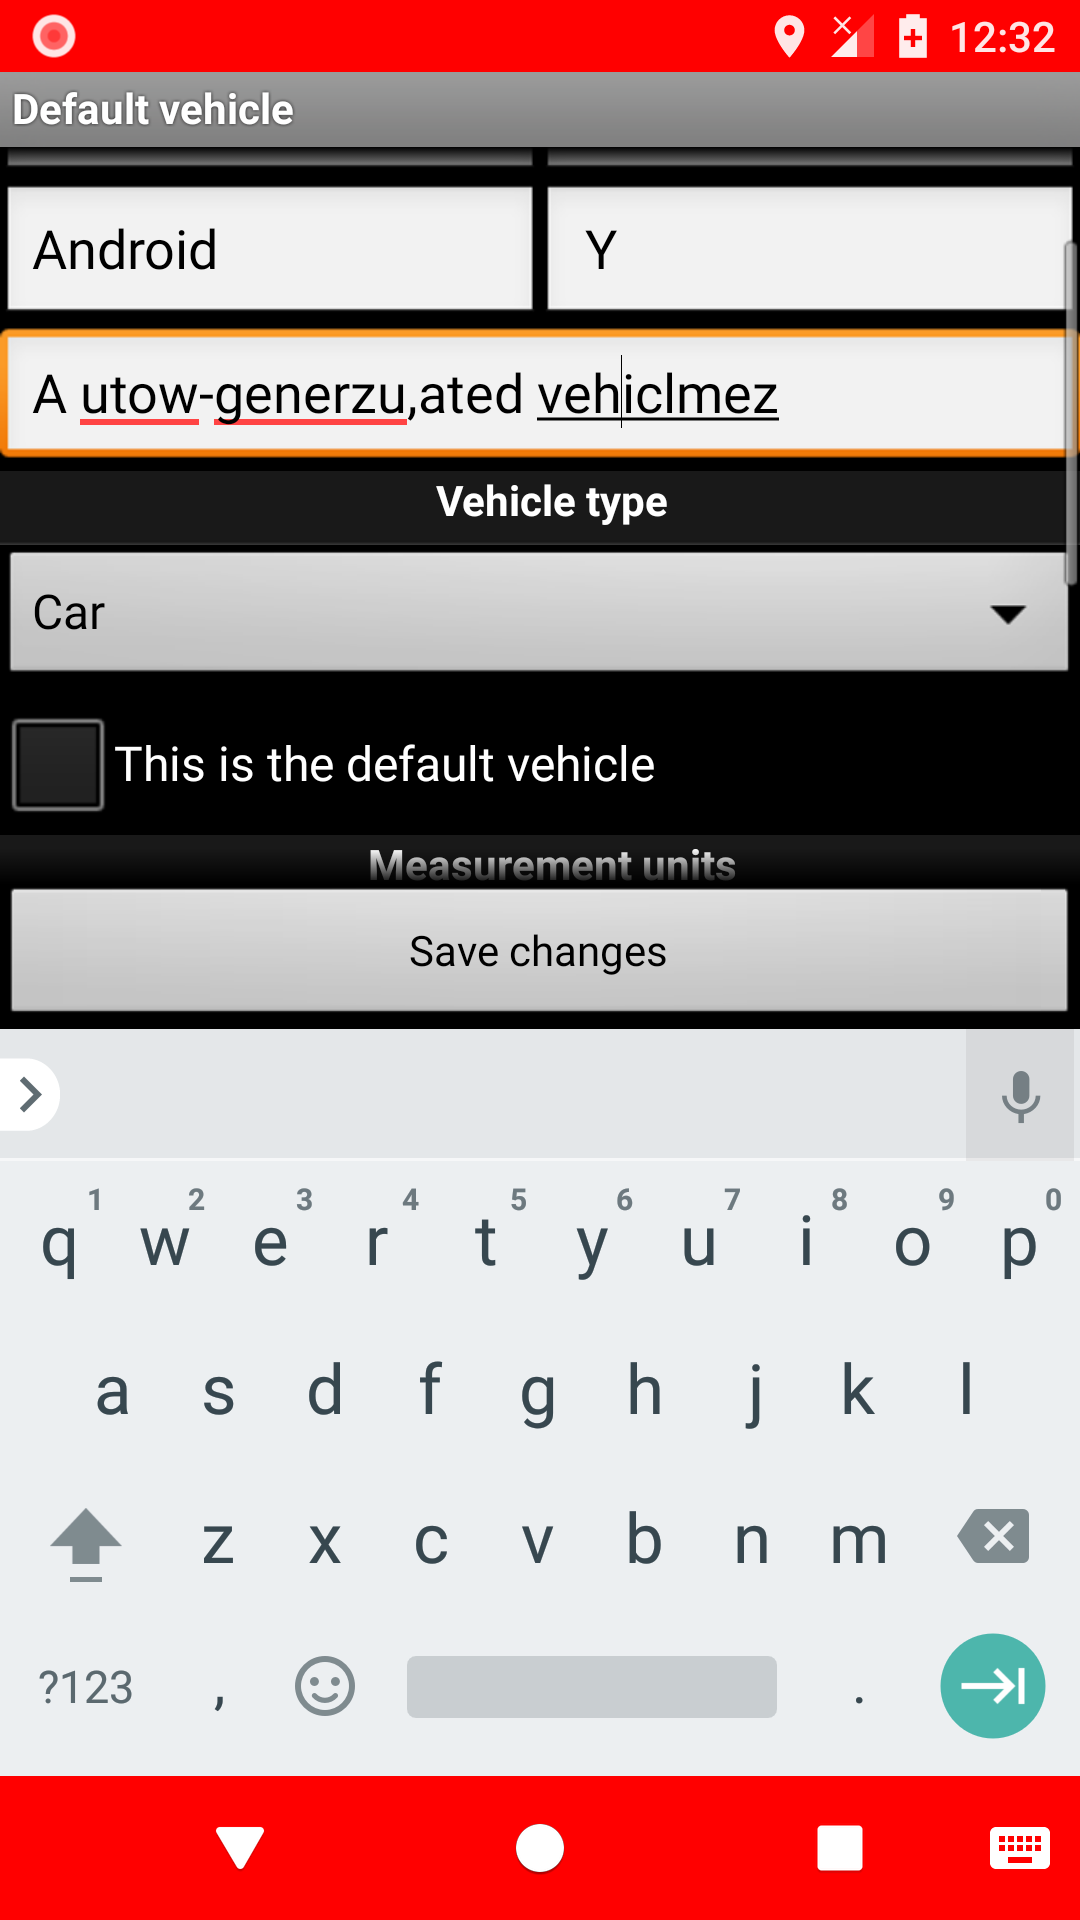 12:32
Default vehicle
Android Y
A utow-generzu,ated vehiclmez
Vehicle type
Car
This is the default vehicle
Measurement units
Save changes
1 2 3 4 5 6 7 8 9 0
q w e r t y u i o p
a s d f g h j k l
z x c v b n m
?123 , .